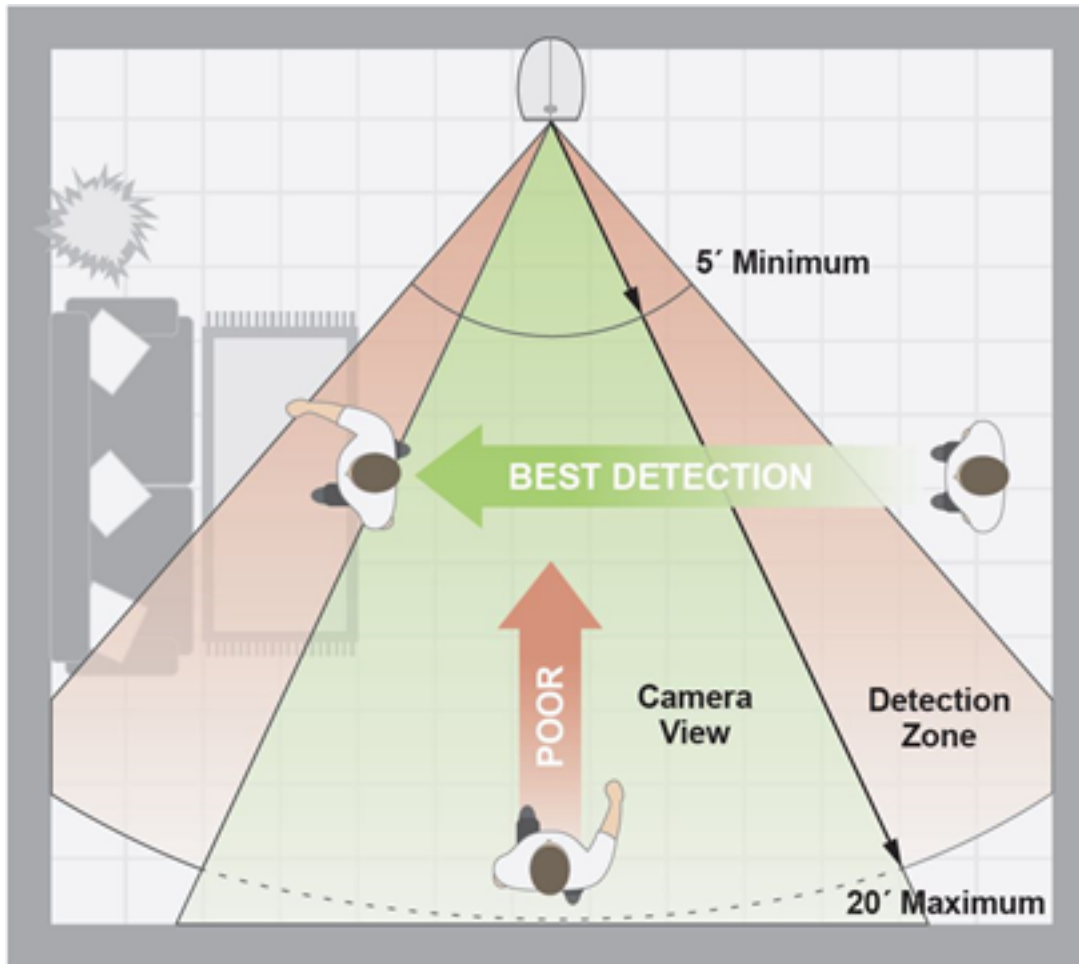 5´ Minimum
BEST DETECTION
POOR
Camera
View
Detection
Zone
20´ Maximum